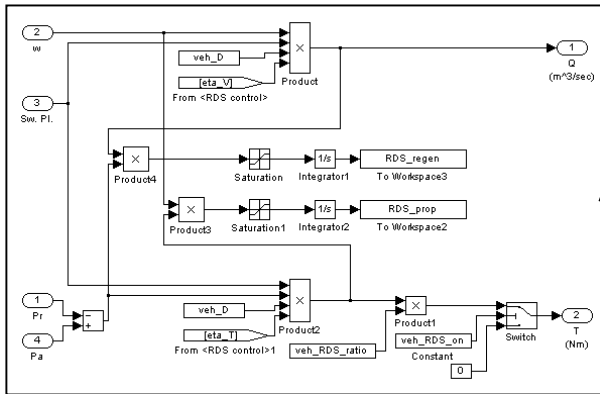 2
w
3
Sw. Pl.
veh_D
[eta_V]
From <RDS control>
×
Product
1
Q
(m^3/sec)
×
Product4
Saturation
1/s
Integrator1
RDS_regen
To Workspace3
×
Product3
Saturation1
1/s
Integrator2
RDS_prop
To Workspace2
1
Pr
4
Pa
−
+
veh_D
[eta_T]
From <RDS control>1
×
Product2
veh_RDS_ratio
×
Product1
veh_RDS_on
Constant
0
Switch
2
T
(Nm)